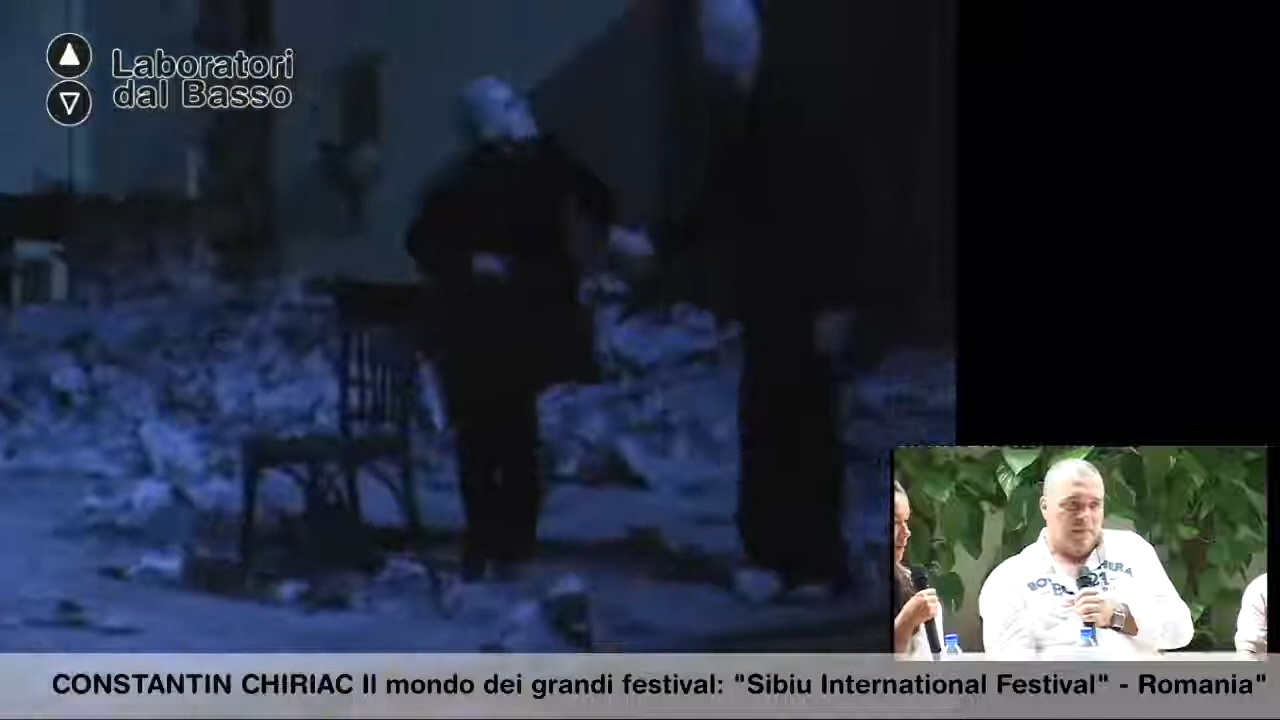 Laboratori
dal Basso
CONSTANTIN CHIRIAC Il mondo dei grandi festival: "Sibiu International Festival" - Romania"